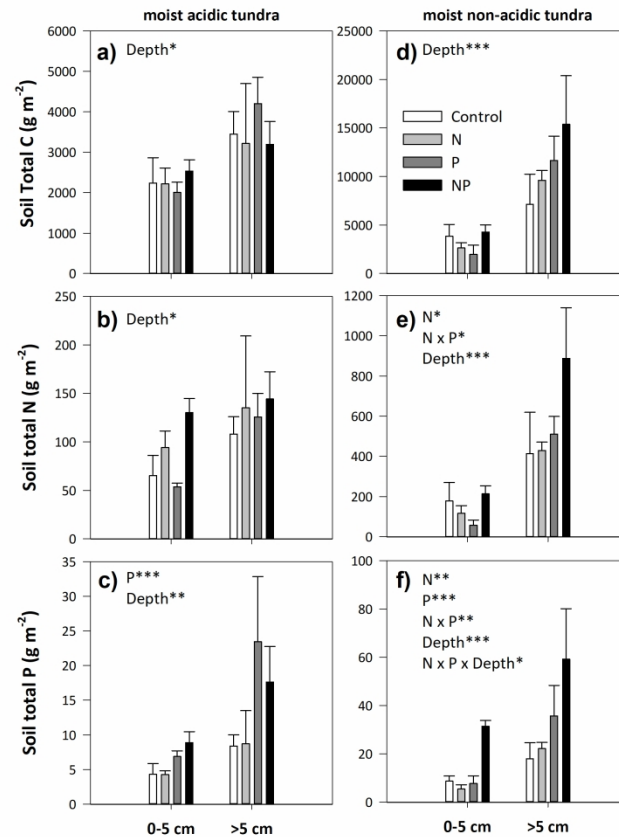 moist acidic tundra
moist non-acidic tundra
a) Depth*
Soil Total C (g m⁻²)
6000
5000
4000
3000
2000
1000
0
d) Depth***
25000
20000
15000
10000
5000
0
Control
N
P
NP
b) Depth*
Soil total N (g m⁻²)
250
200
150
100
50
0
e) N*
N x P*
Depth***
1200
1000
800
600
400
200
0
c) P***
Depth**
Soil total P (g m⁻²)
35
30
25
20
15
10
5
0
f) N**
P***
N x P**
Depth***
N x P x Depth*
100
80
60
40
20
0
0-5 cm >5 cm
0-5 cm >5 cm